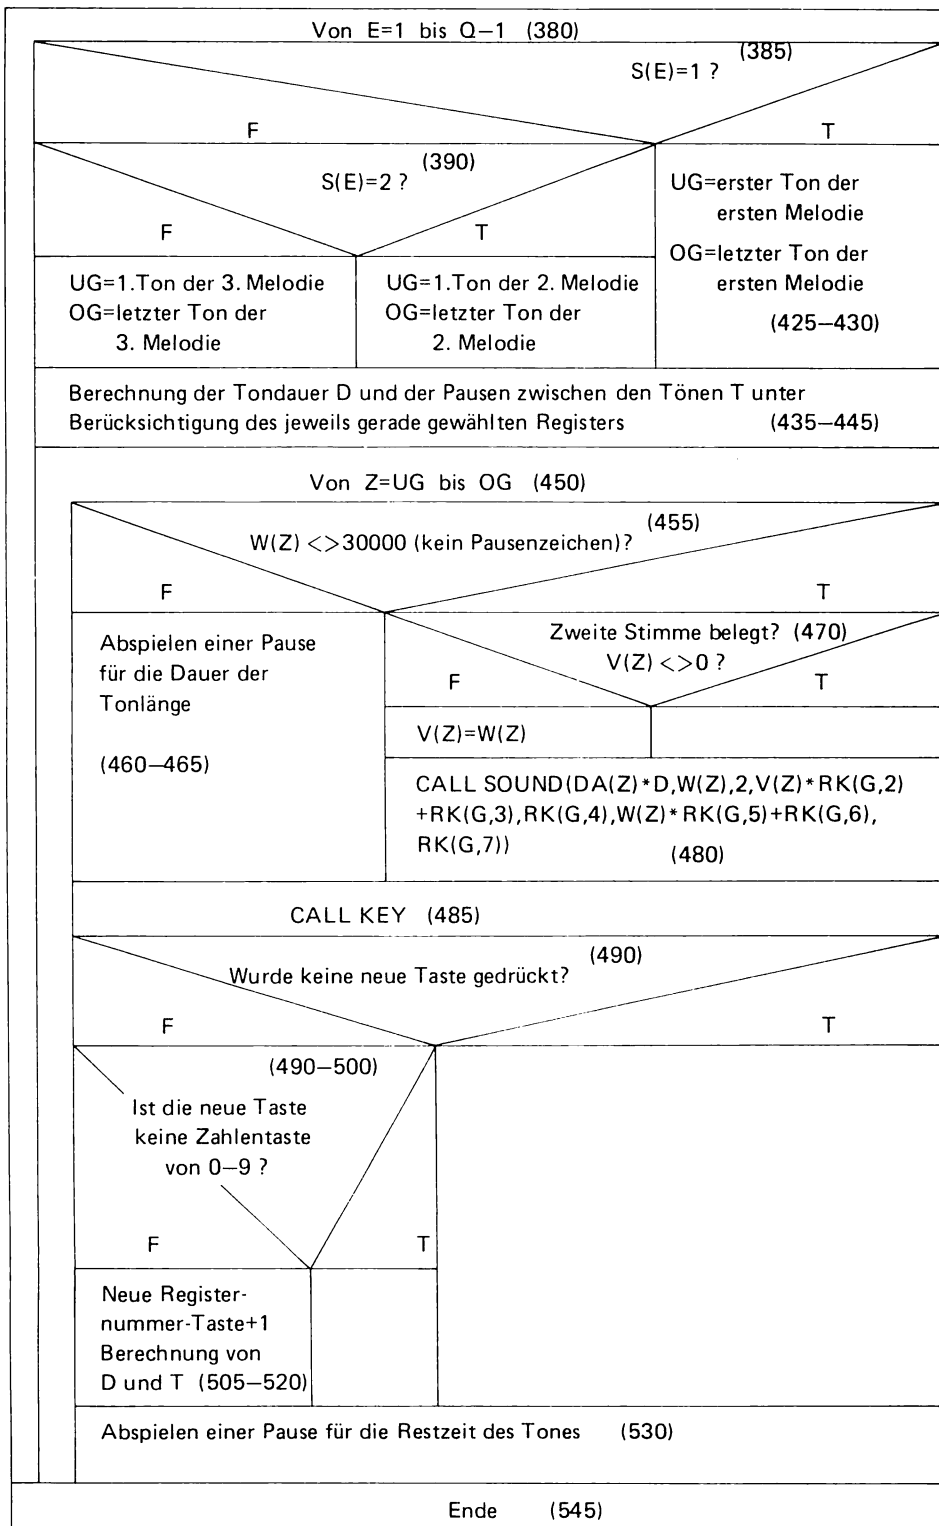 Von E=1 bis Q−1 (380)
(385)
S(E)=1 ?
F
T
(390)
S(E)=2 ?
F
T
UG=erster Ton der
ersten Melodie
OG=letzter Ton der
ersten Melodie
(425−430)
UG=1.Ton der 3. Melodie
OG=letzter Ton der
3. Melodie
UG=1.Ton der 2. Melodie
OG=letzter Ton der
2. Melodie
Berechnung der Tondauer D und der Pausen zwischen den Tönen T unter
Berücksichtigung des jeweils gerade gewählten Registers (435−445)
Von Z=UG bis OG (450)
(455)
W(Z) <>30000 (kein Pausenzeichen)?
F
T
Abspielen einer Pause
für die Dauer der
Tonlänge
(460−465)
Zweite Stimme belegt? (470)
V(Z) <>0 ?
F
T
V(Z)=W(Z)
CALL SOUND(DA(Z)*D,W(Z),2,V(Z)*RK(G,2)
+RK(G,3),RK(G,4),W(Z)*RK(G,5)+RK(G,6),
RK(G,7))
(480)
CALL KEY (485)
(490)
Wurde keine neue Taste gedrückt?
F
T
(490−500)
Ist die neue Taste
keine Zahlentaste
von 0−9 ?
F
T
Neue Register-
nummer-Taste+1
Berechnung von
D und T (505−520)
Abspielen einer Pause für die Restzeit des Tones (530)
Ende (545)